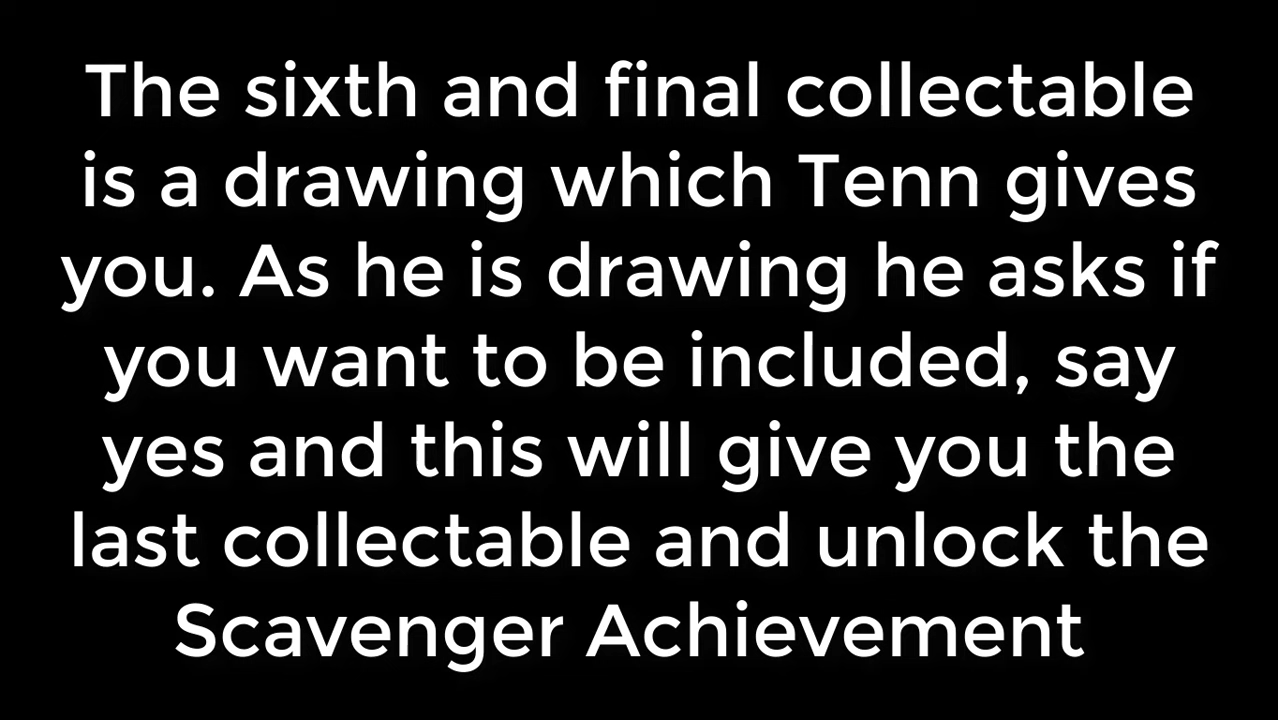 The sixth and final collectable
is a drawing which Tenn gives
you. As he is drawing he asks if
you want to be included, say
yes and this will give you the
last collectable and unlock the
Scavenger Achievement